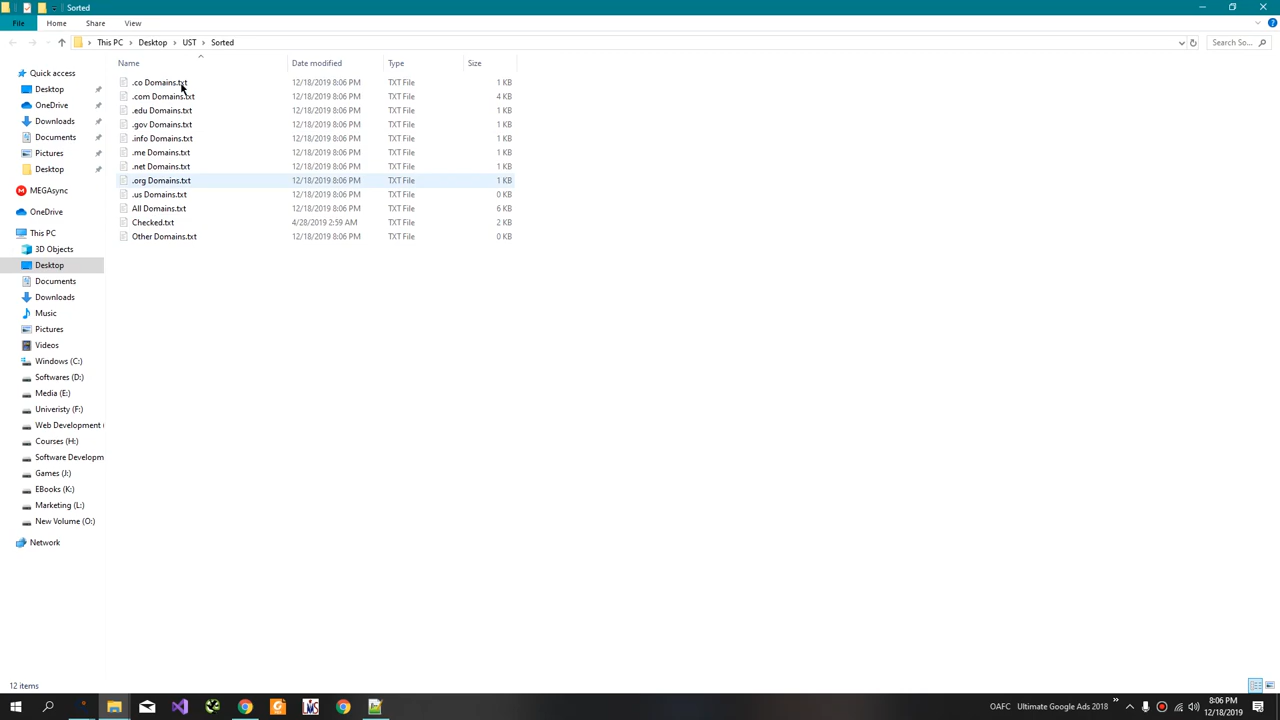 Sorted
File Home Share View
This PC Desktop UST Sorted Search So...
Name Date modified Type Size
.co Domains.txt 12/18/2019 8:06 PM TXT File 1 KB
.com Domains.txt 12/18/2019 8:06 PM TXT File 4 KB
.edu Domains.txt 12/18/2019 8:06 PM TXT File 1 KB
.gov Domains.txt 12/18/2019 8:06 PM TXT File 1 KB
.info Domains.txt 12/18/2019 8:06 PM TXT File 1 KB
.me Domains.txt 12/18/2019 8:06 PM TXT File 1 KB
.net Domains.txt 12/18/2019 8:06 PM TXT File 1 KB
.org Domains.txt 12/18/2019 8:06 PM TXT File 1 KB
.us Domains.txt 12/18/2019 8:06 PM TXT File 0 KB
All Domains.txt 12/18/2019 8:06 PM TXT File 6 KB
Checked.txt 4/28/2019 2:59 AM TXT File 2 KB
Other Domains.txt 12/18/2019 8:06 PM TXT File 0 KB
Quick access
Desktop
OneDrive
Downloads
Documents
Pictures
Desktop
MEGAsync
OneDrive
This PC
3D Objects
Desktop
Documents
Downloads
Music
Pictures
Videos
Windows (C:)
Softwares (D:)
Media (E:)
Univeristy (F:)
Web Development (
Courses (H:)
Software Developm
Games (J:)
EBooks (K:)
Marketing (L:)
New Volume (O:)
Network
12 items
OAFC Ultimate Google Ads 2018 8:06 PM
12/18/2019